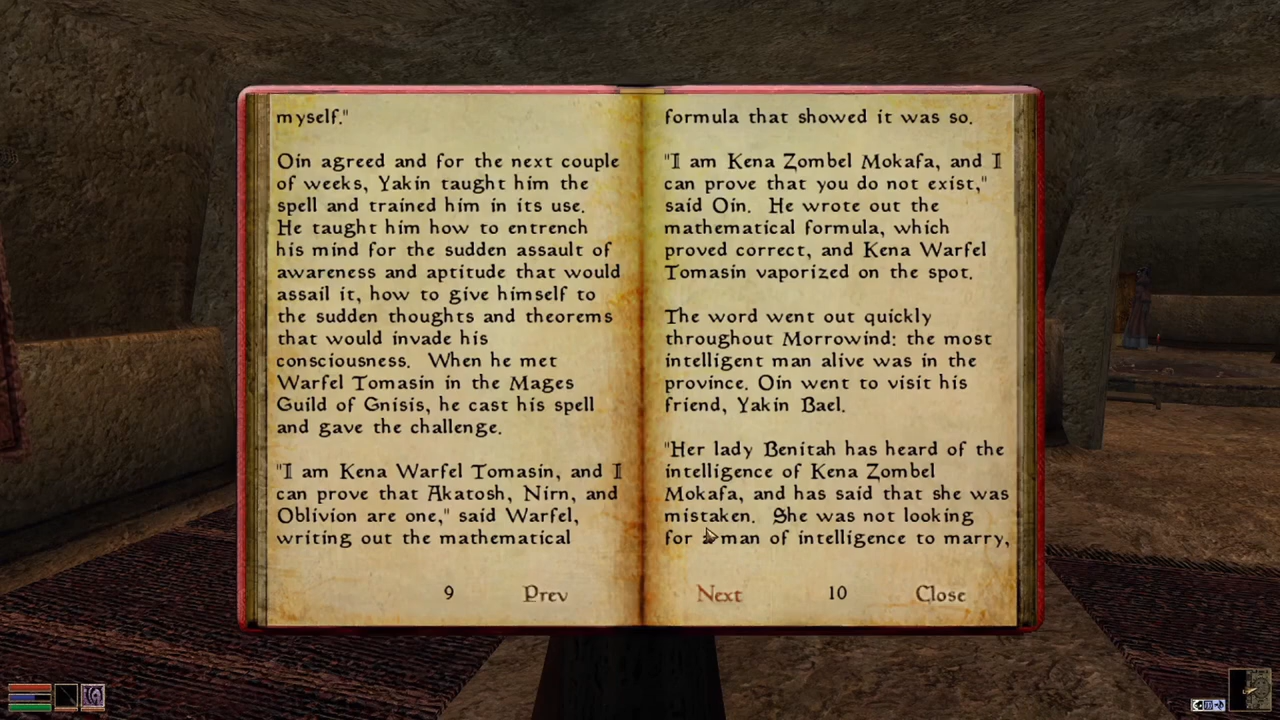 myself."
Oin agreed and for the next couple
of weeks, Yakin taught him the
spell and trained him in its use.
He taught him how to entrench
his mind for the sudden assault of
awareness and aptitude that would
assail it, how to give himself to
the sudden thoughts and theorems
that would invade his
consciousness. When he met
Warfel Tomasin in the Mages
Guild of Gnisis, he cast his spell
and gave the challenge.
"I am Kena Warfel Tomasin, and I
can prove that Akatosh, Nirn, and
Oblivion are one," said Warfel,
writing out the mathematical
9
Prev
formula that showed it was so.
"I am Kena Zombel Mokafa, and I
can prove that you do not exist,"
said Oin. He wrote out the
mathematical formula, which
proved correct, and Kena Warfel
Tomasin vaporized on the spot.
The word went out quickly
throughout Morrowind: the most
intelligent man alive was in the
province. Oin went to visit his
friend, Yakin Bael.
"Her lady Benitah has heard of the
intelligence of Kena Zombel
Mokafa, and has said that she was
mistaken. She was not looking
for a man of intelligence to marry,
Next
10
Close